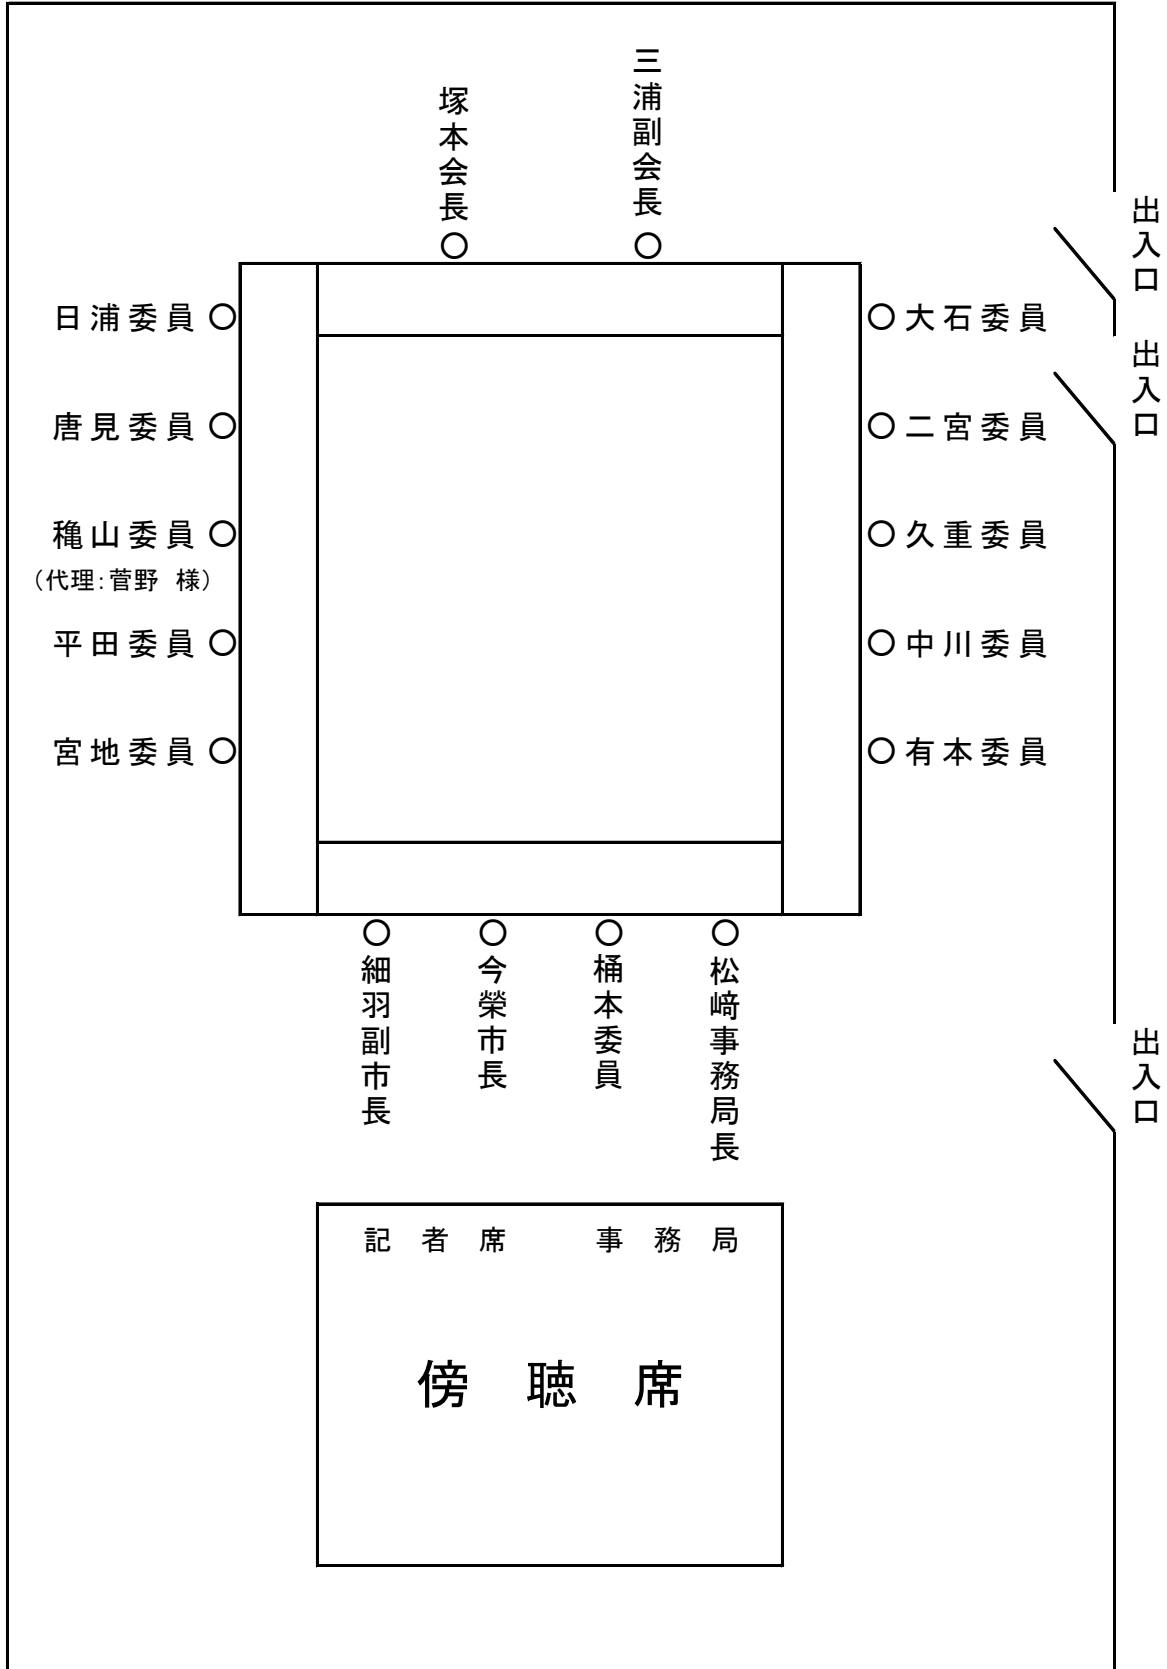 塚本会長
三浦副会長
出入口
出入口
日浦委員
大石委員
唐見委員
二宮委員
穐山委員
(代理:菅野 様)
久重委員
平田委員
中川委員
宮地委員
有本委員
細羽副市長
今榮市長
桶本委員
松﨑事務局長
出入口
記者席 事務局
傍聴席